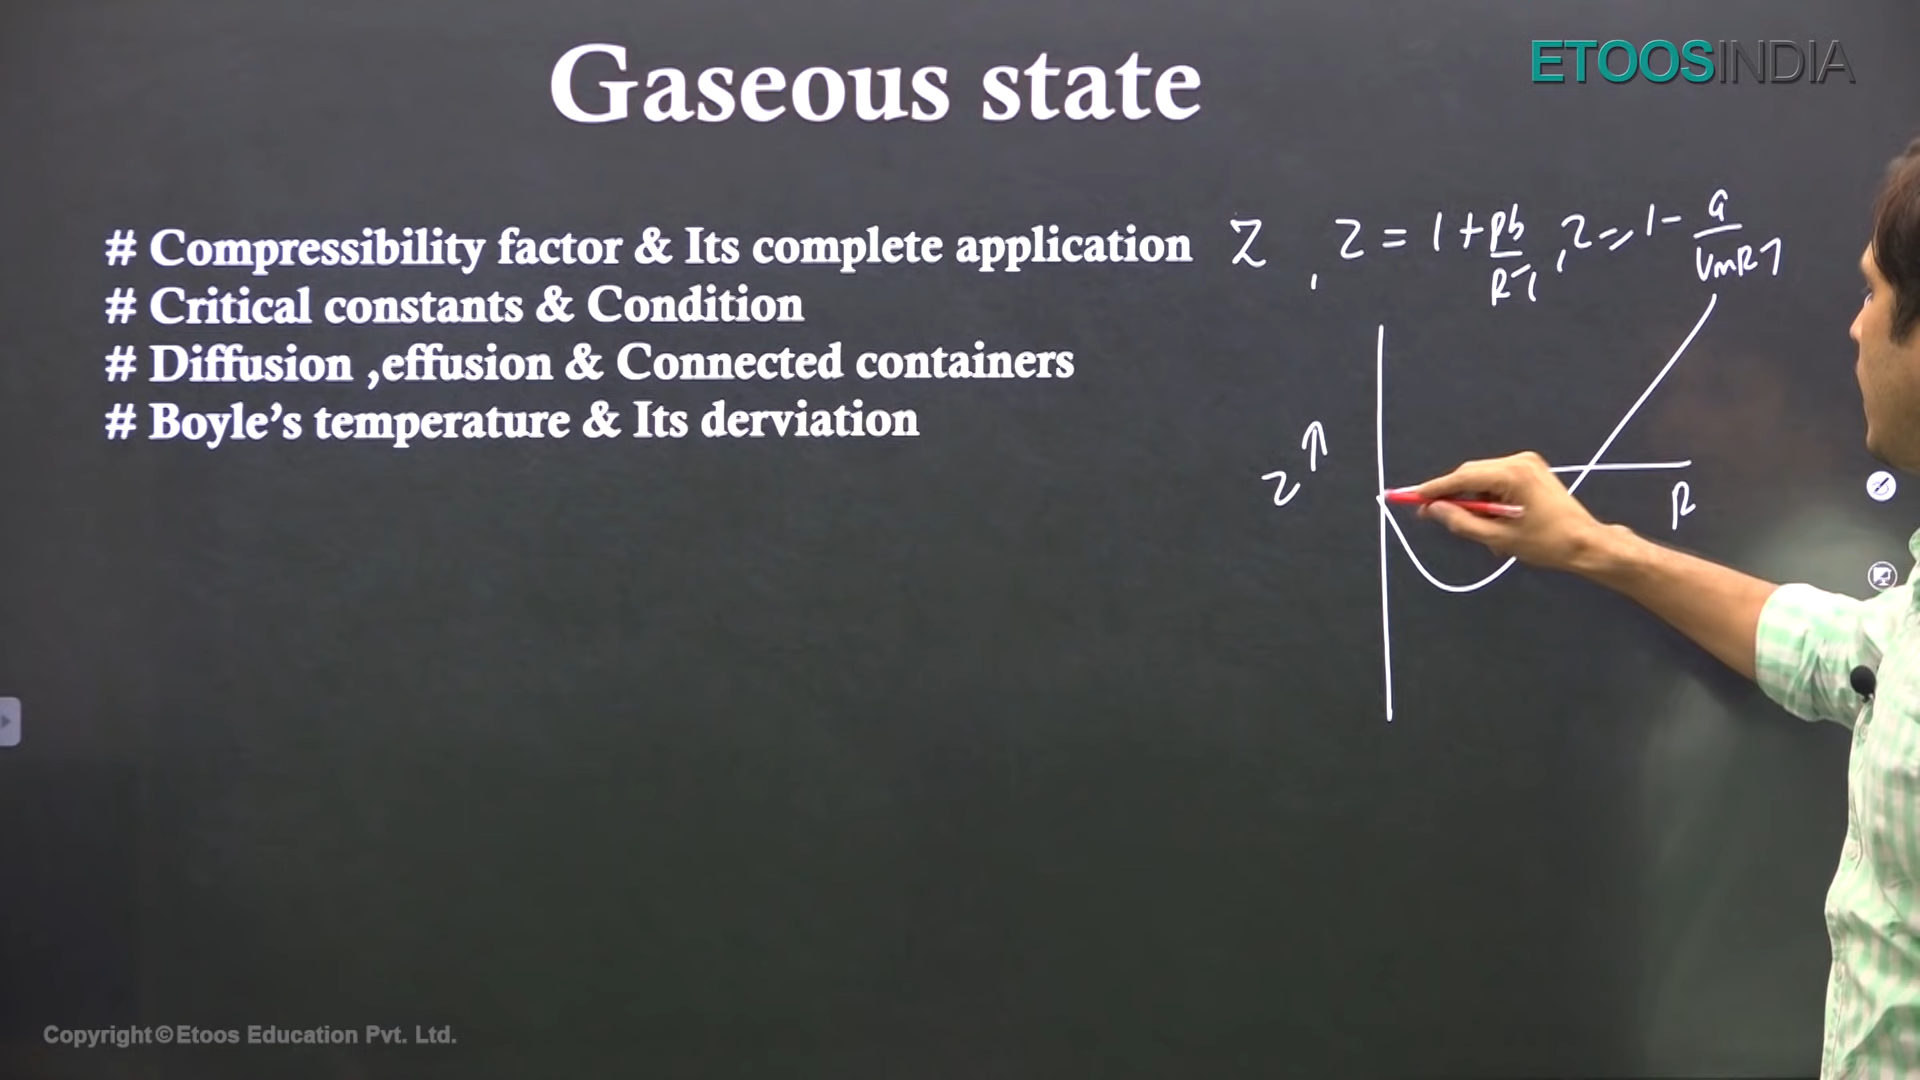 Gaseous state
ETOOSINDIA
# Compressibility factor & Its complete application Z , Z = 1 + Pb/RT , Z = 1 - a/VmRT
# Critical constants & Condition
# Diffusion ,effusion & Connected containers
# Boyle's temperature & Its derviation
Z ↑
P
Copyright © Etoos Education Pvt. Ltd.